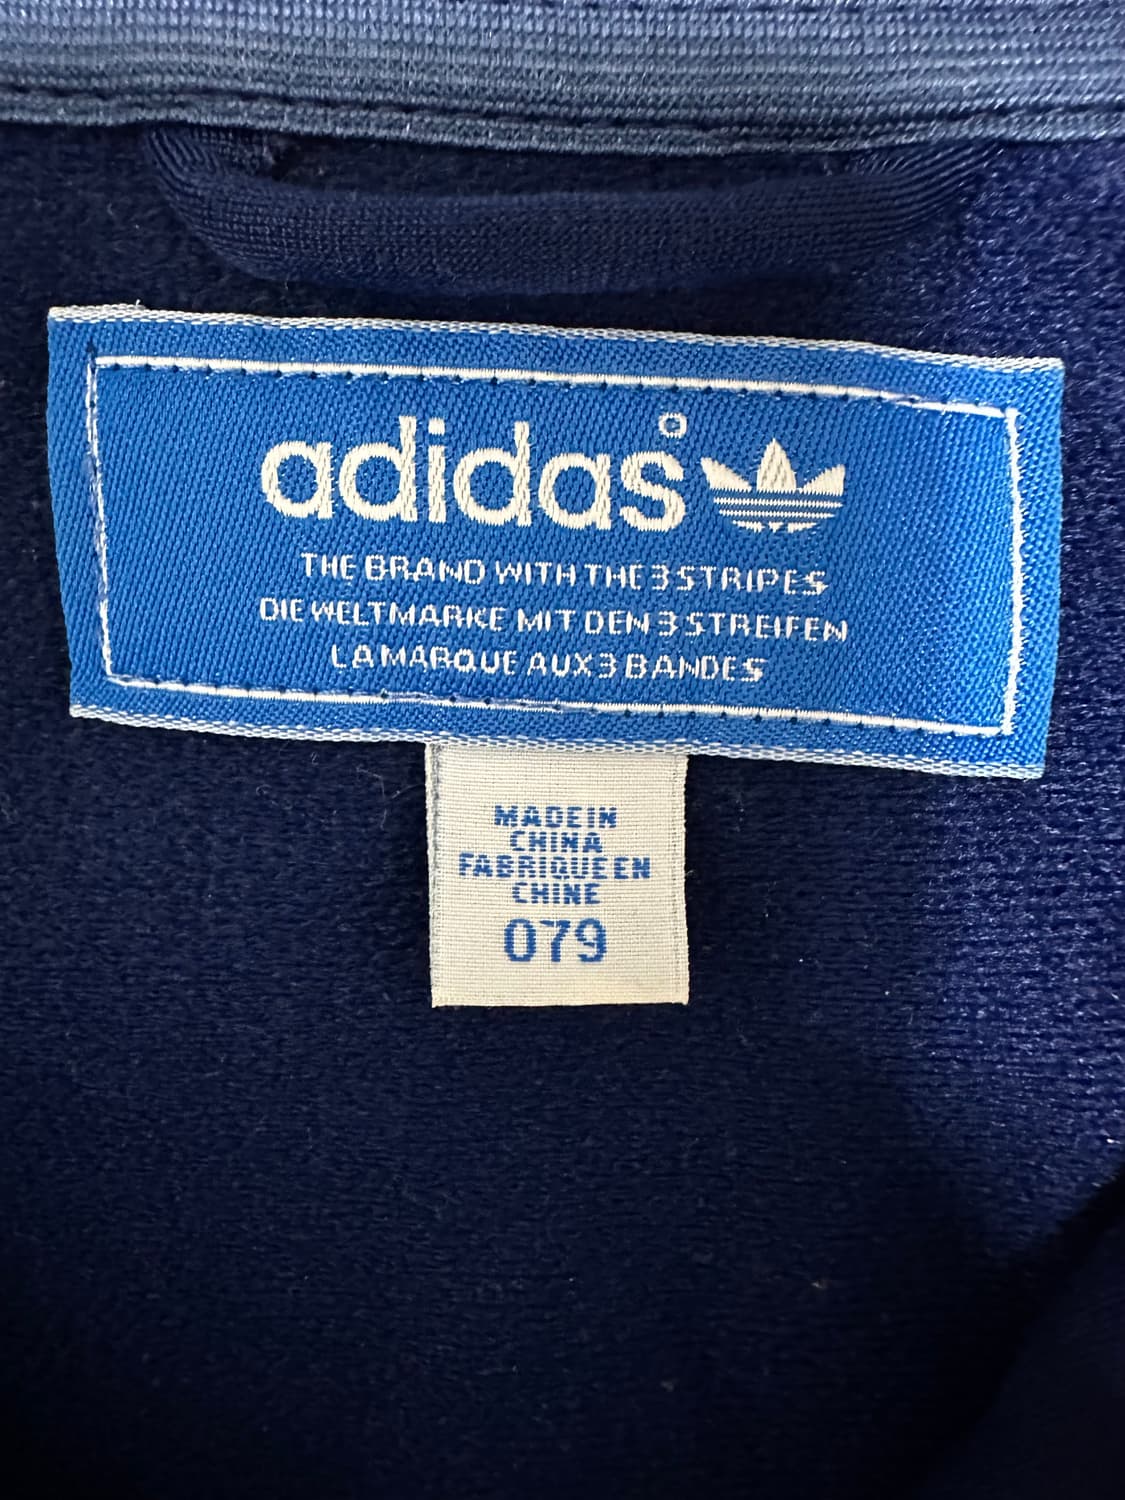 adidas
THE BRAND WITH THE 3 STRIPES
DIE WELTMARKE MIT DEN 3 STREIFEN
LA MARQUE AUX 3 BANDES
MADE IN
CHINA
FABRIQUE EN
CHINE
079